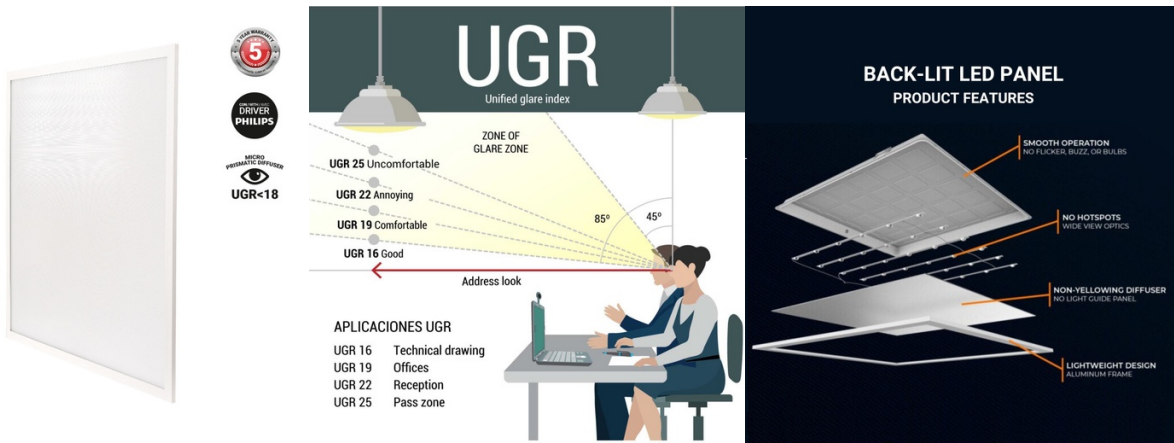 5 YEAR WARRANTY
5
DRIVER
PHILIPS
MICRO
PRISMATIC DIFFUSER
UGR<18
UGR
Unified glare index
ZONE OF
GLARE ZONE
UGR 25 Uncomfortable
UGR 22 Annoying
UGR 19 Comfortable
UGR 16 Good
85º
45º
Address look
APLICACIONES UGR
UGR 16 Technical drawing
UGR 19 Offices
UGR 22 Reception
UGR 25 Pass zone
BACK-LIT LED PANEL
PRODUCT FEATURES
SMOOTH OPERATION
NO FLICKER, BUZZ, OR BULBS
NO HOTSPOTS
WIDE VIEW OPTICS
NON-YELLOWING DIFFUSER
NO LIGHT GUIDE PANEL
LIGHTWEIGHT DESIGN
ALUMINUM FRAME